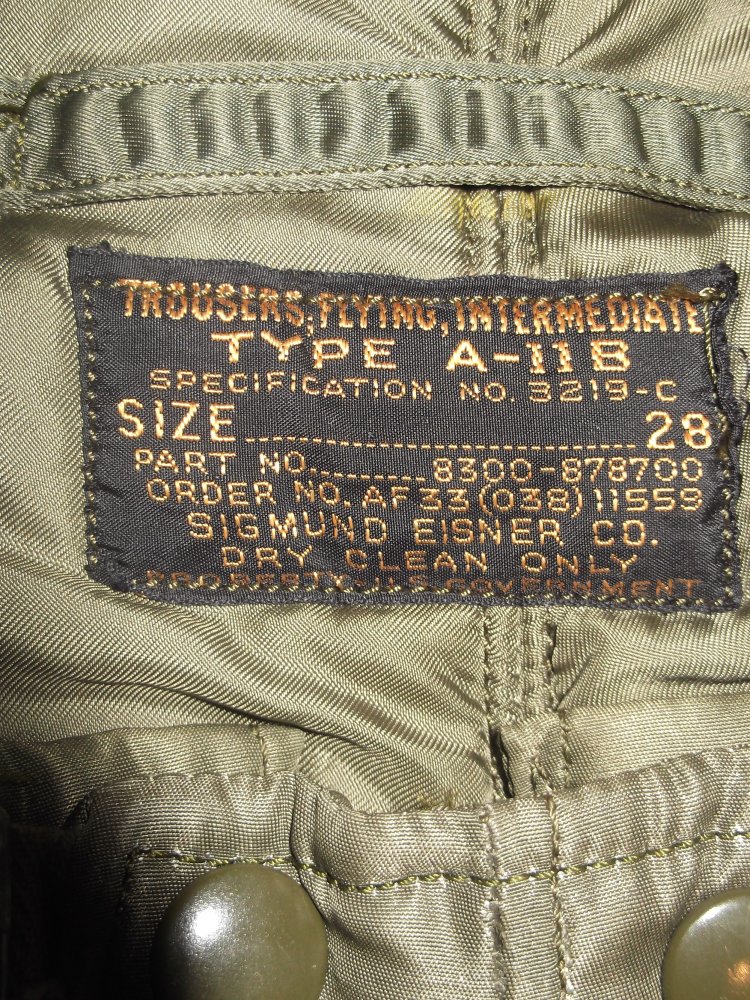 TROUSERS, FLYING, INTERMEDIATE
TYPE A-11B
SPECIFICATION NO. 3219-C
SIZE 28
PART NO. 8300-878700
ORDER NO. AF33(038)11559
SIGMUND EISNER CO.
DRY CLEAN ONLY
PROPERTY-U.S. GOVERNMENT